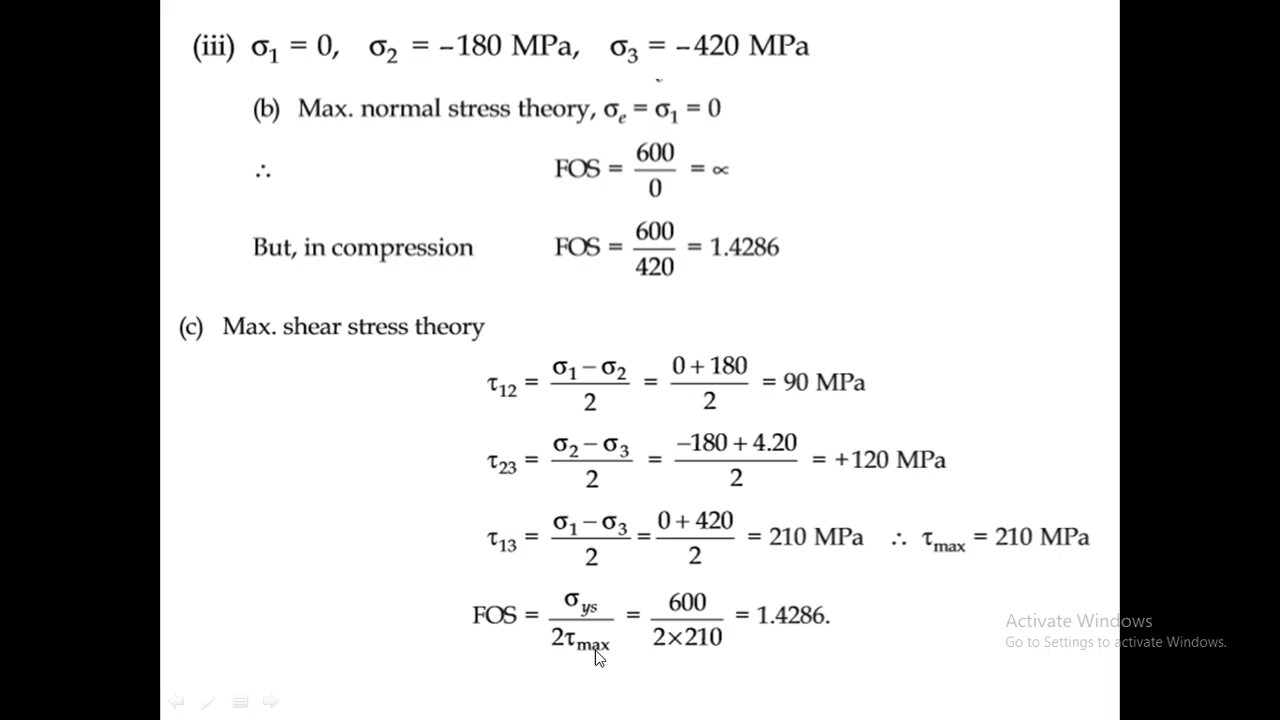 (iii) σ₁ = 0, σ₂ = −180 MPa, σ₃ = −420 MPa
(b) Max. normal stress theory, σₑ = σ₁ = 0
∴ FOS = 600/0 = ∝
But, in compression FOS = 600/420 = 1.4286
(c) Max. shear stress theory
τ₁₂ = (σ₁ − σ₂)/2 = (0 + 180)/2 = 90 MPa
τ₂₃ = (σ₂ − σ₃)/2 = (−180 + 4.20)/2 = +120 MPa
τ₁₃ = (σ₁ − σ₃)/2 = (0 + 420)/2 = 210 MPa ∴ τmax = 210 MPa
FOS = σys/2τmax = 600/2×210 = 1.4286.
Activate Windows
Go to Settings to activate Windows.